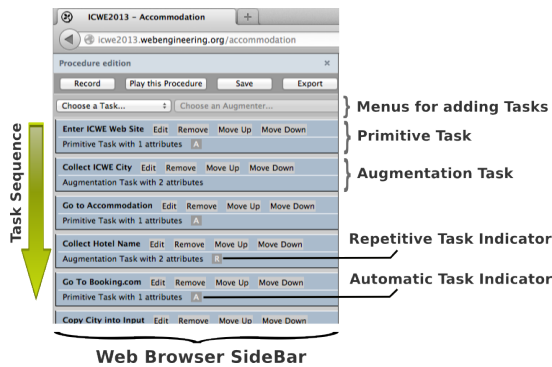 ICWE2013 – Accommodation
icwe2013.webengineering.org/accommodation
Procedure edition
Record Play this Procedure Save Export
Choose a Task... Choose an Augmenter...
Menus for adding Tasks
Enter ICWE Web Site Edit Remove Move Up Move Down
Primitive Task with 1 attributes A
Primitive Task
Collect ICWE City Edit Remove Move Up Move Down
Augmentation Task with 2 attributes
Augmentation Task
Go to Accommodation Edit Remove Move Up Move Down
Primitive Task with 1 attributes A
Collect Hotel Name Edit Remove Move Up Move Down
Augmentation Task with 2 attributes R
Repetitive Task Indicator
Go To Booking.com Edit Remove Move Up Move Down
Primitive Task with 1 attributes A
Automatic Task Indicator
Copy City into Input Edit Remove Move Up Move Down
Task Sequence
Web Browser SideBar